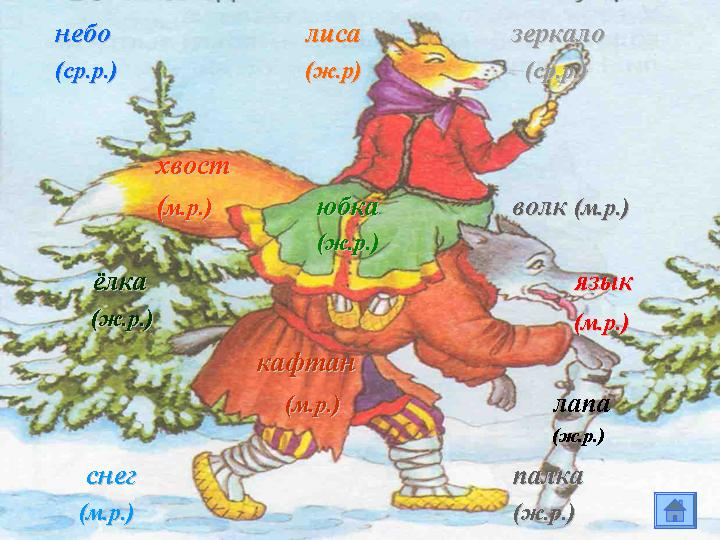 небо
(ср.р.)
лиса
(ж.р)
зеркало
(ср.р.)
хвост
(м.р.)
юбка
(ж.р.)
волк (м.р.)
ёлка
(ж.р.)
язык
(м.р.)
кафтан
(м.р.)
лапа
(ж.р.)
снег
(м.р.)
палка
(ж.р.)